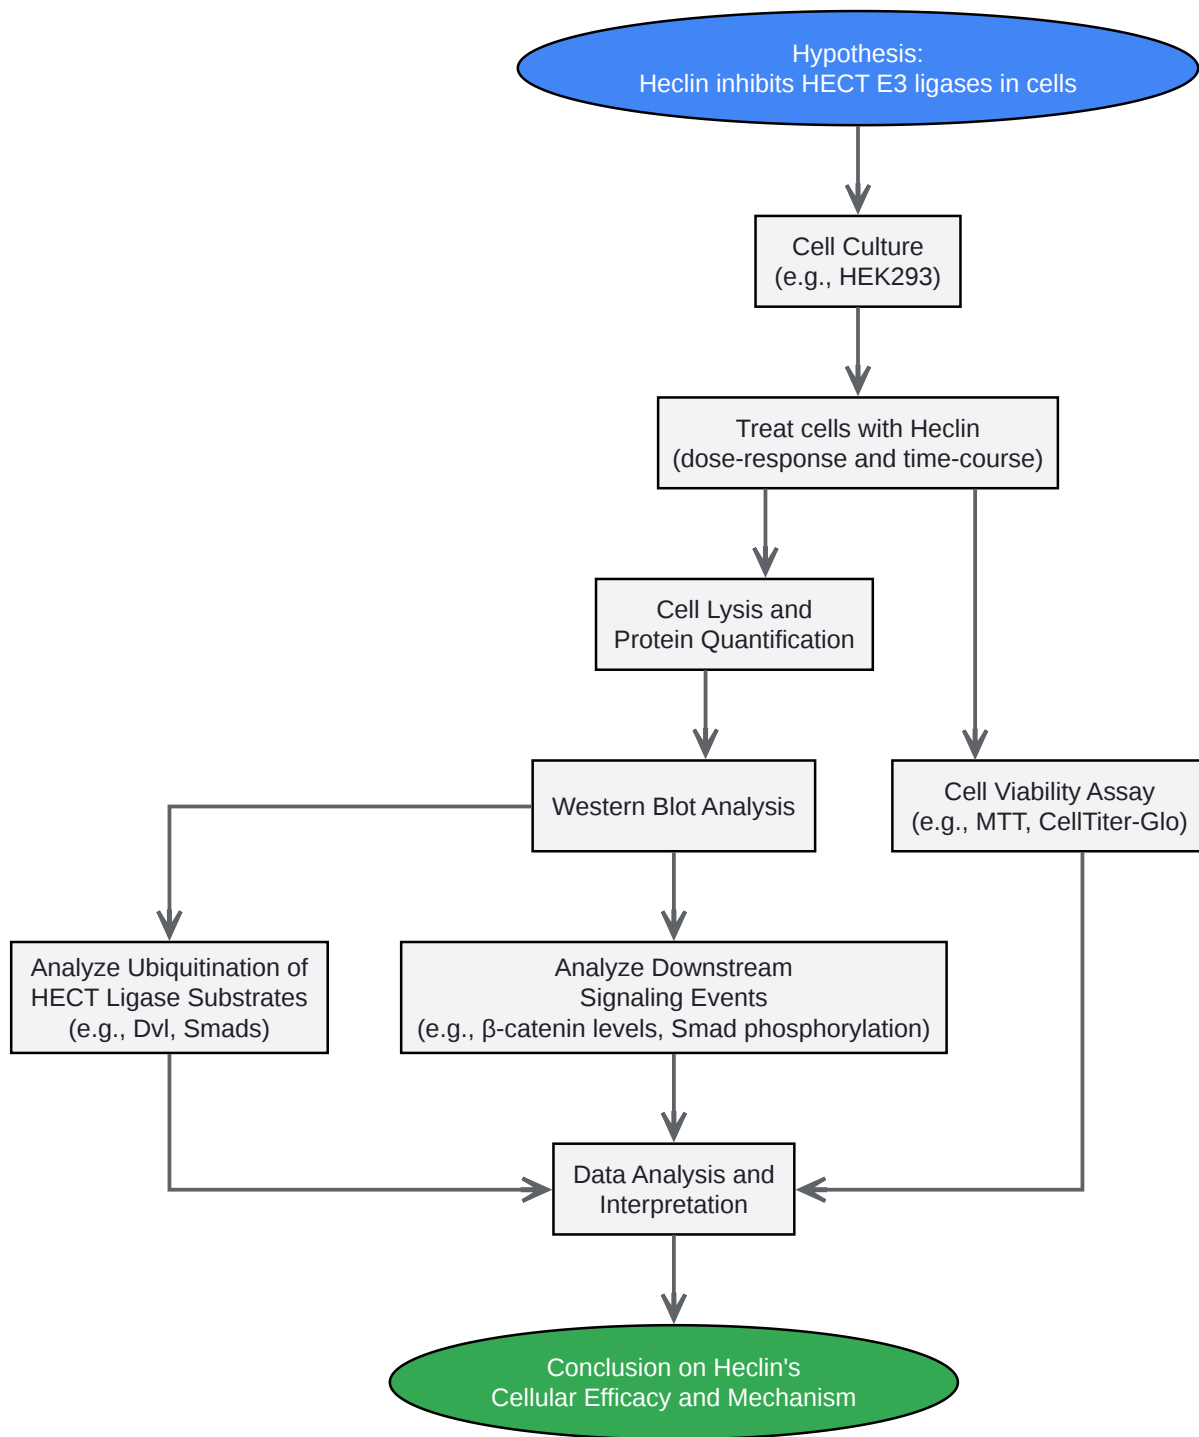 Hypothesis:
Heclin inhibits HECT E3 ligases in cells
Cell Culture
(e.g., HEK293)
Treat cells with Heclin
(dose-response and time-course)
Cell Lysis and
Protein Quantification
Western Blot Analysis
Cell Viability Assay
(e.g., MTT, CellTiter-Glo)
Analyze Ubiquitination of
HECT Ligase Substrates
(e.g., Dvl, Smads)
Analyze Downstream
Signaling Events
(e.g., β-catenin levels, Smad phosphorylation)
Data Analysis and
Interpretation
Conclusion on Heclin's
Cellular Efficacy and Mechanism